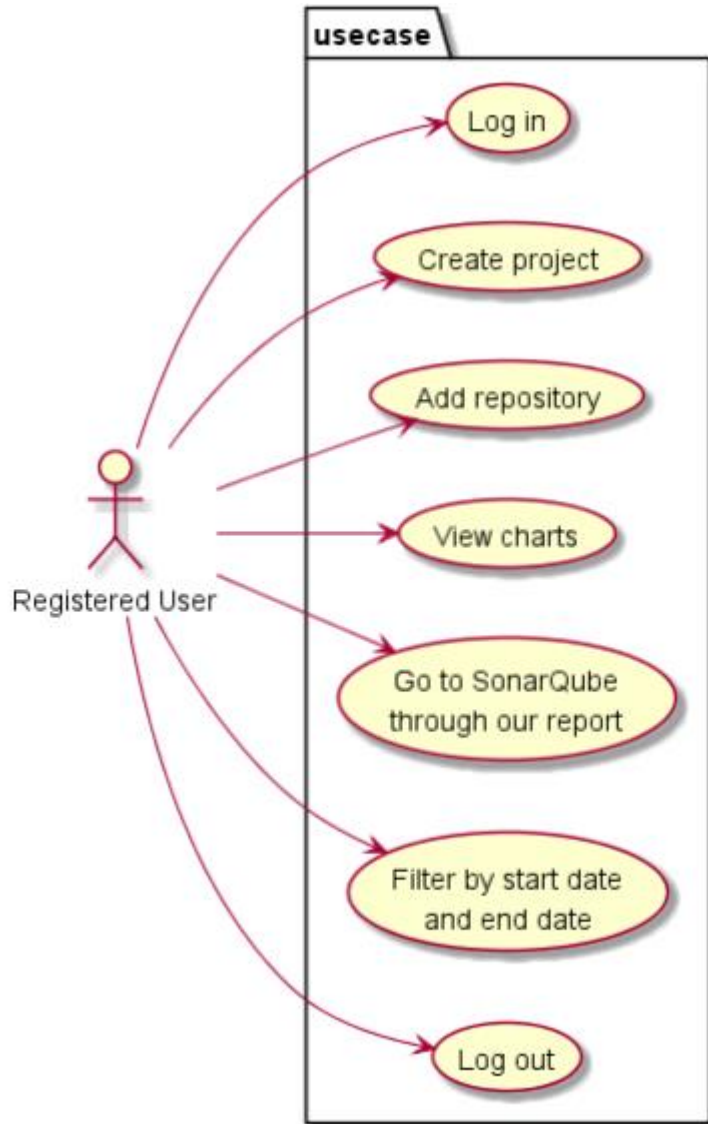 usecase
Log in
Create project
Add repository
View charts
Registered User
Go to SonarQube
through our report
Filter by start date
and end date
Log out